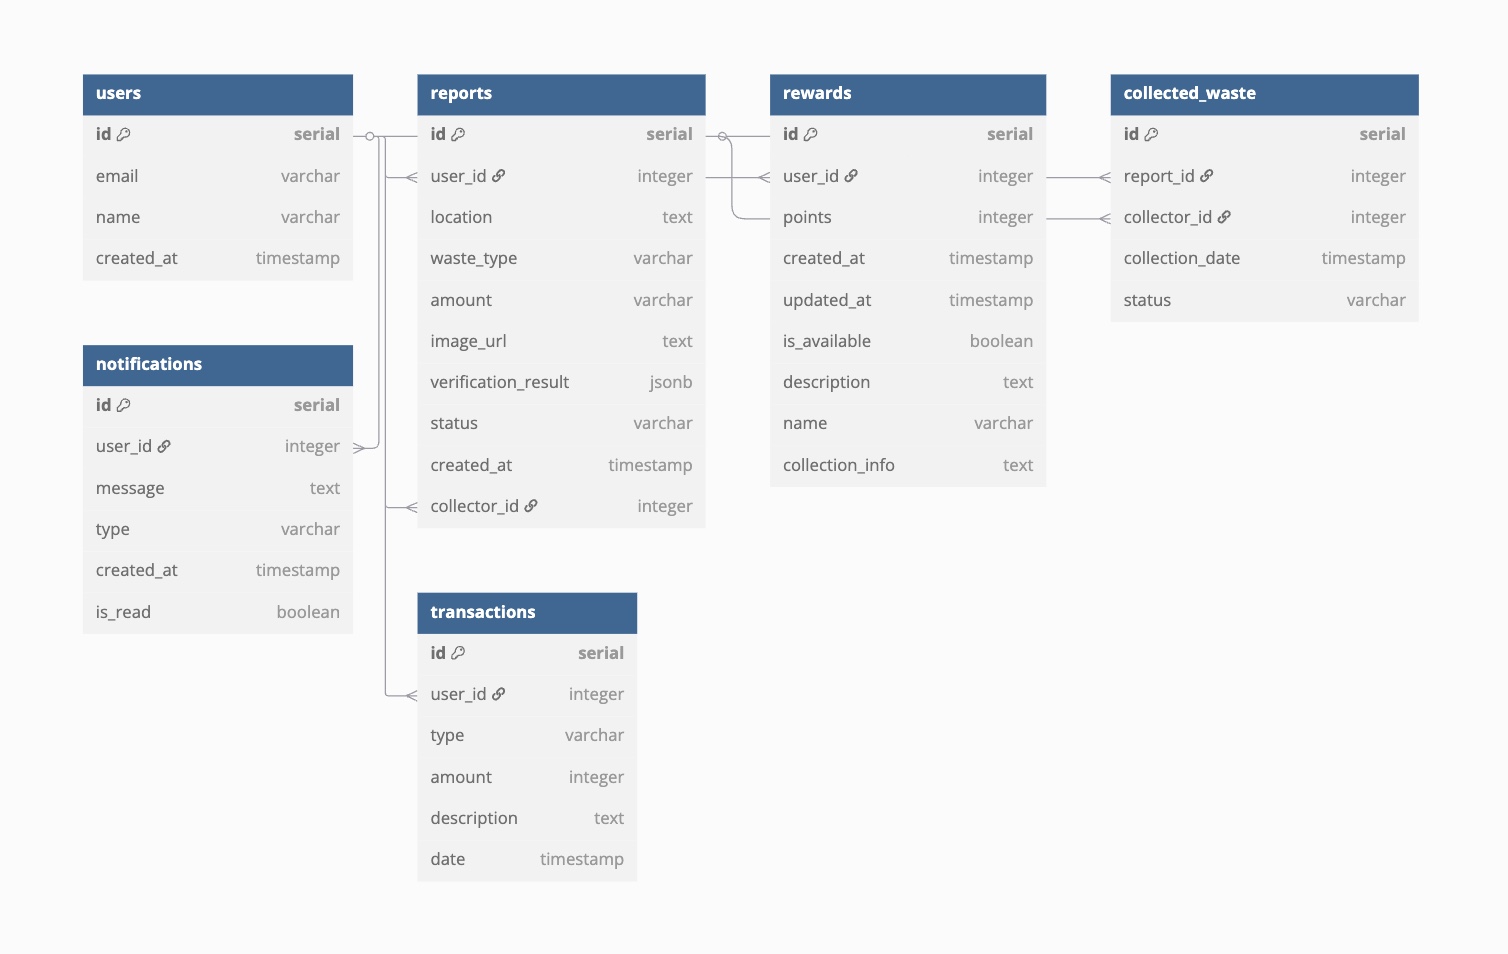 users
id serial
email varchar
name varchar
created_at timestamp
notifications
id serial
user_id integer
message text
type varchar
created_at timestamp
is_read boolean
reports
id serial
user_id integer
location text
waste_type varchar
amount varchar
image_url text
verification_result jsonb
status varchar
created_at timestamp
collector_id integer
transactions
id serial
user_id integer
type varchar
amount integer
description text
date timestamp
rewards
id serial
user_id integer
points integer
created_at timestamp
updated_at timestamp
is_available boolean
description text
name varchar
collection_info text
collected_waste
id serial
report_id integer
collector_id integer
collection_date timestamp
status varchar